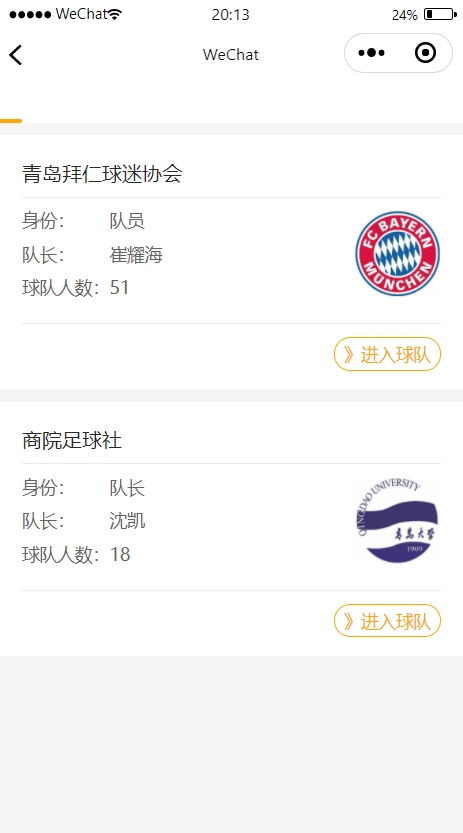 WeChat 20:13 24%
WeChat
青岛拜仁球迷协会
身份： 队员
队长： 崔耀海
球队人数：51
FC BAYERN
MÜNCHEN
》进入球队
商院足球社
身份： 队长
队长： 沈凯
球队人数：18
QINGDAO UNIVERSITY
青岛大学
1909
》进入球队